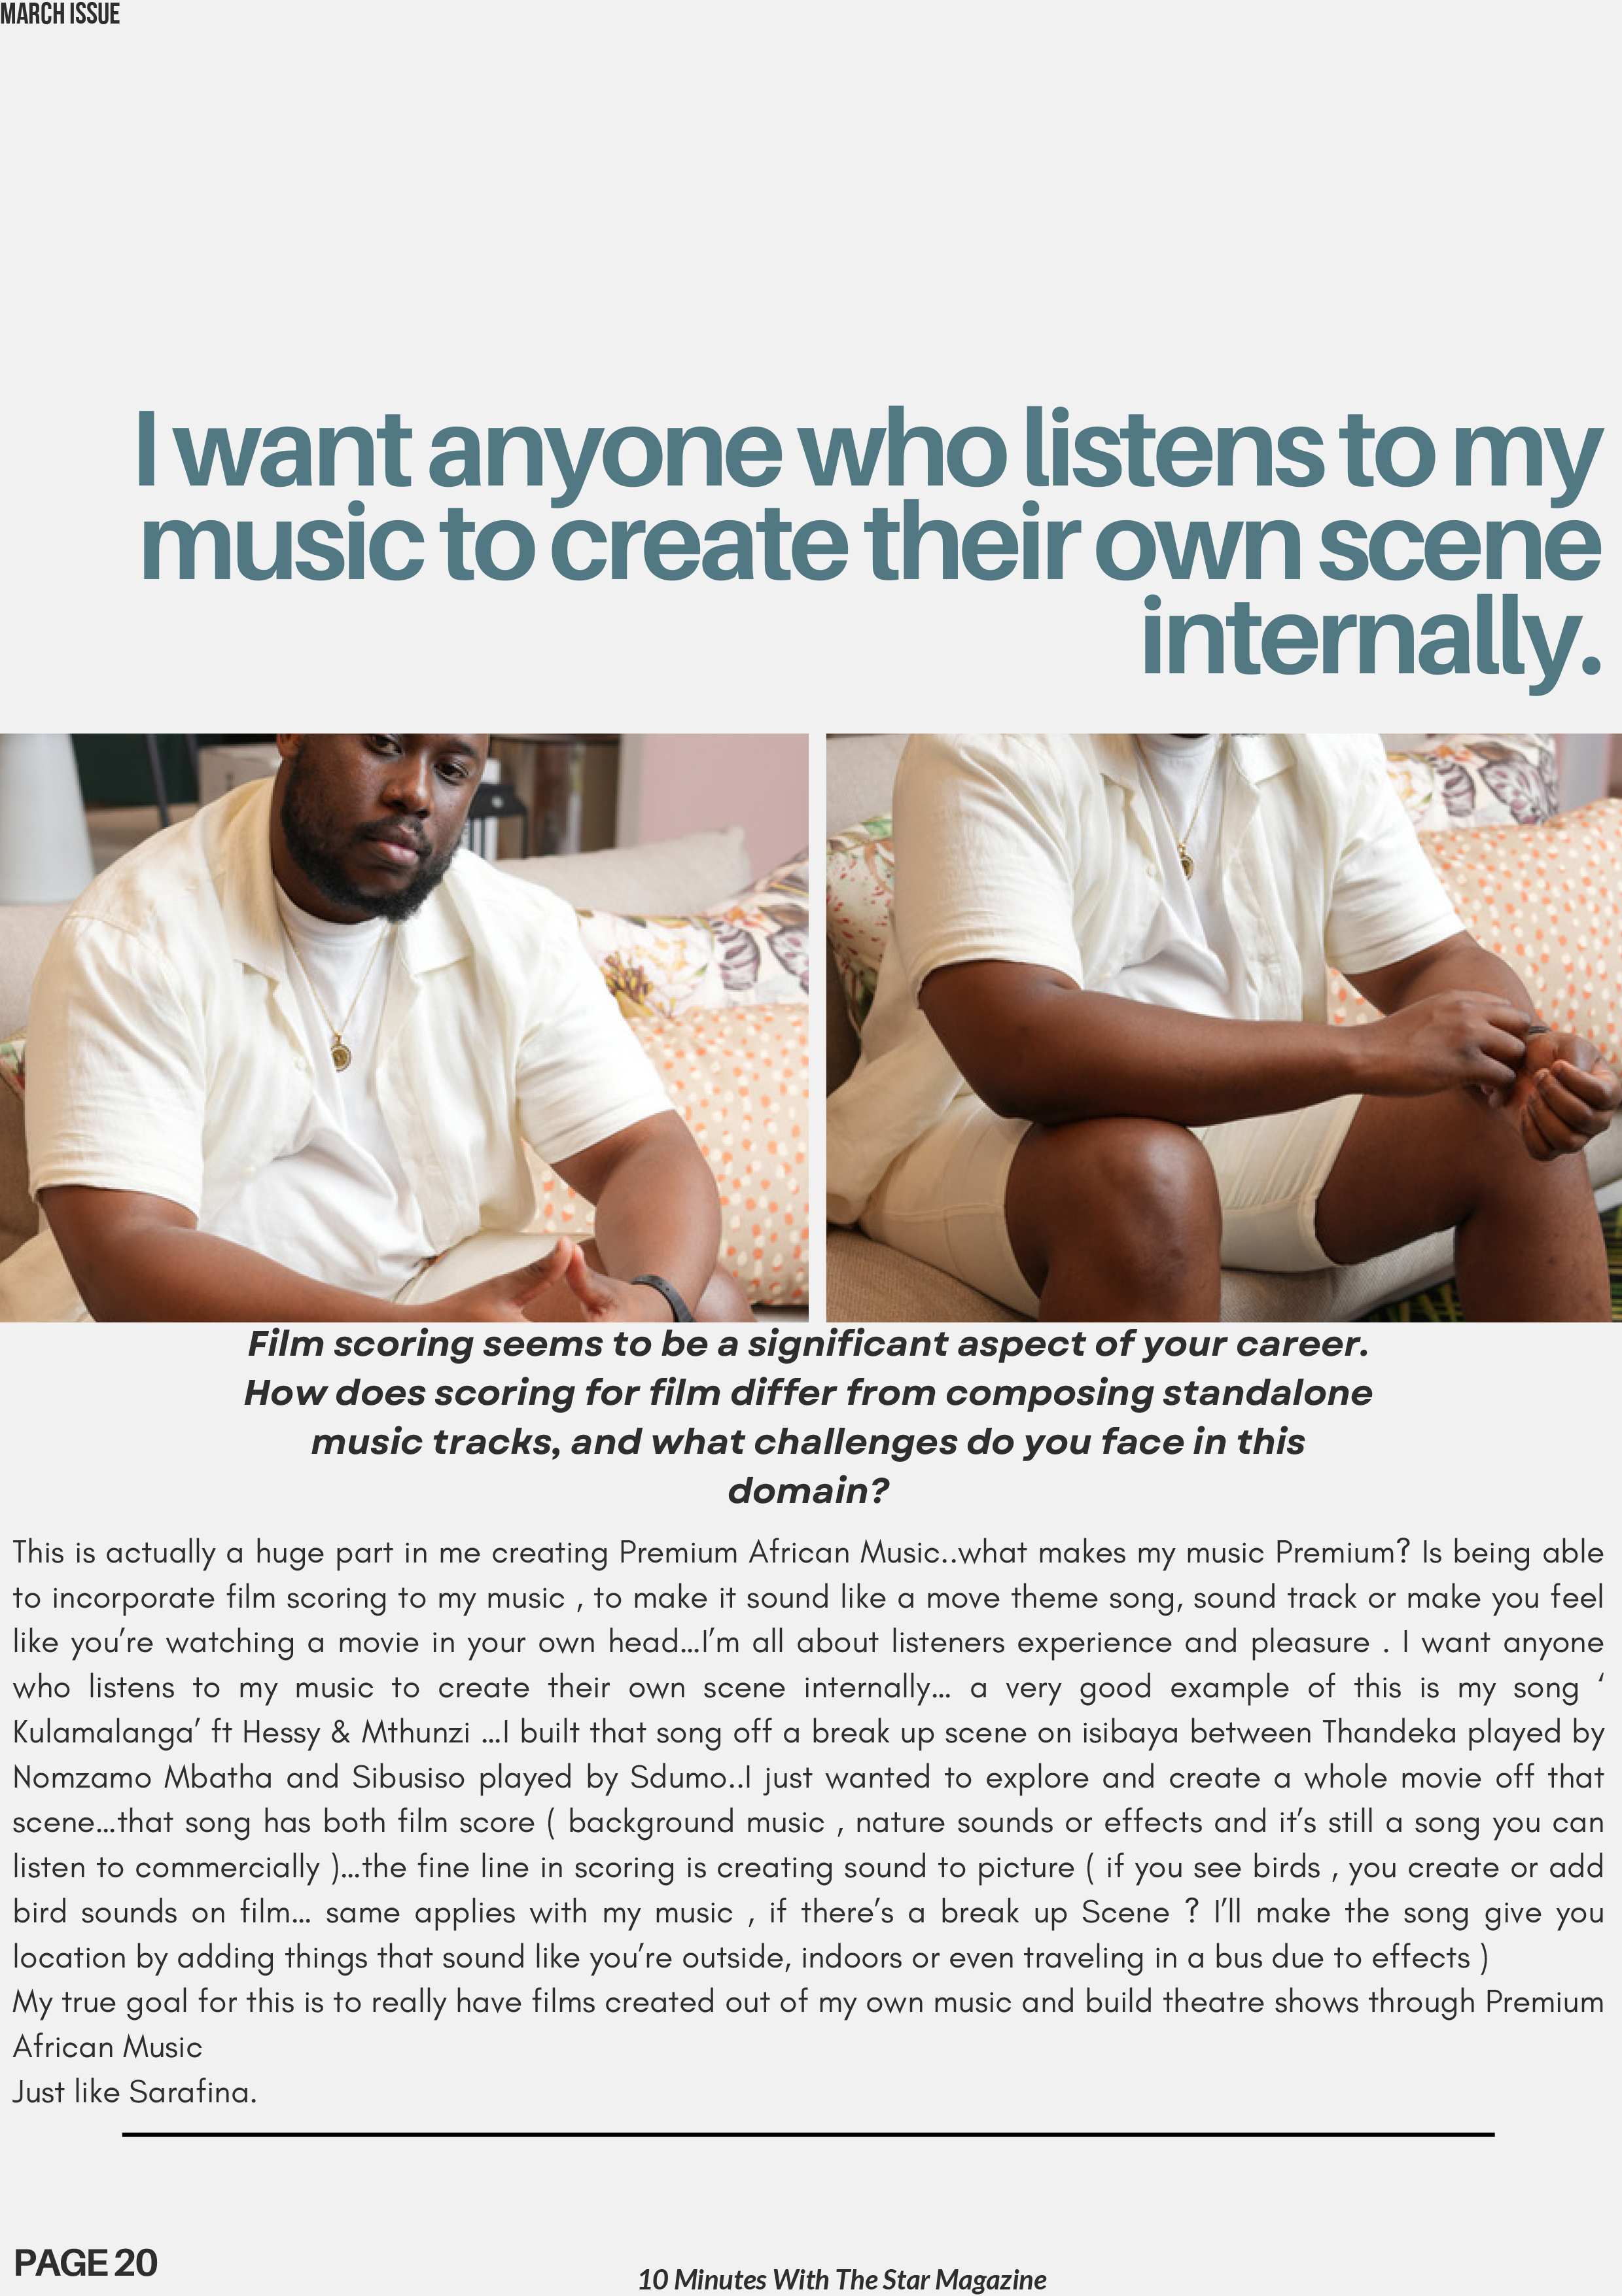 MARCH ISSUE
I want anyone who listens to my
music to create their own scene
internally.
Film scoring seems to be a significant aspect of your career.
How does scoring for film differ from composing standalone
music tracks, and what challenges do you face in this
domain?
This is actually a huge part in me creating Premium African Music..what makes my music Premium? Is being able
to incorporate film scoring to my music , to make it sound like a move theme song, sound track or make you feel
like you’re watching a movie in your own head...I’m all about listeners experience and pleasure . I want anyone
who listens to my music to create their own scene internally... a very good example of this is my song ‘
Kulamalanga’ ft Hessy & Mthunzi ...I built that song off a break up scene on isibaya between Thandeka played by
Nomzamo Mbatha and Sibusiso played by Sdumo..I just wanted to explore and create a whole movie off that
scene...that song has both film score ( background music , nature sounds or effects and it’s still a song you can
listen to commercially )...the fine line in scoring is creating sound to picture ( if you see birds , you create or add
bird sounds on film... same applies with my music , if there’s a break up Scene ? I’ll make the song give you
location by adding things that sound like you’re outside, indoors or even traveling in a bus due to effects )
My true goal for this is to really have films created out of my own music and build theatre shows through Premium
African Music
Just like Sarafina.
PAGE 20
10 Minutes With The Star Magazine